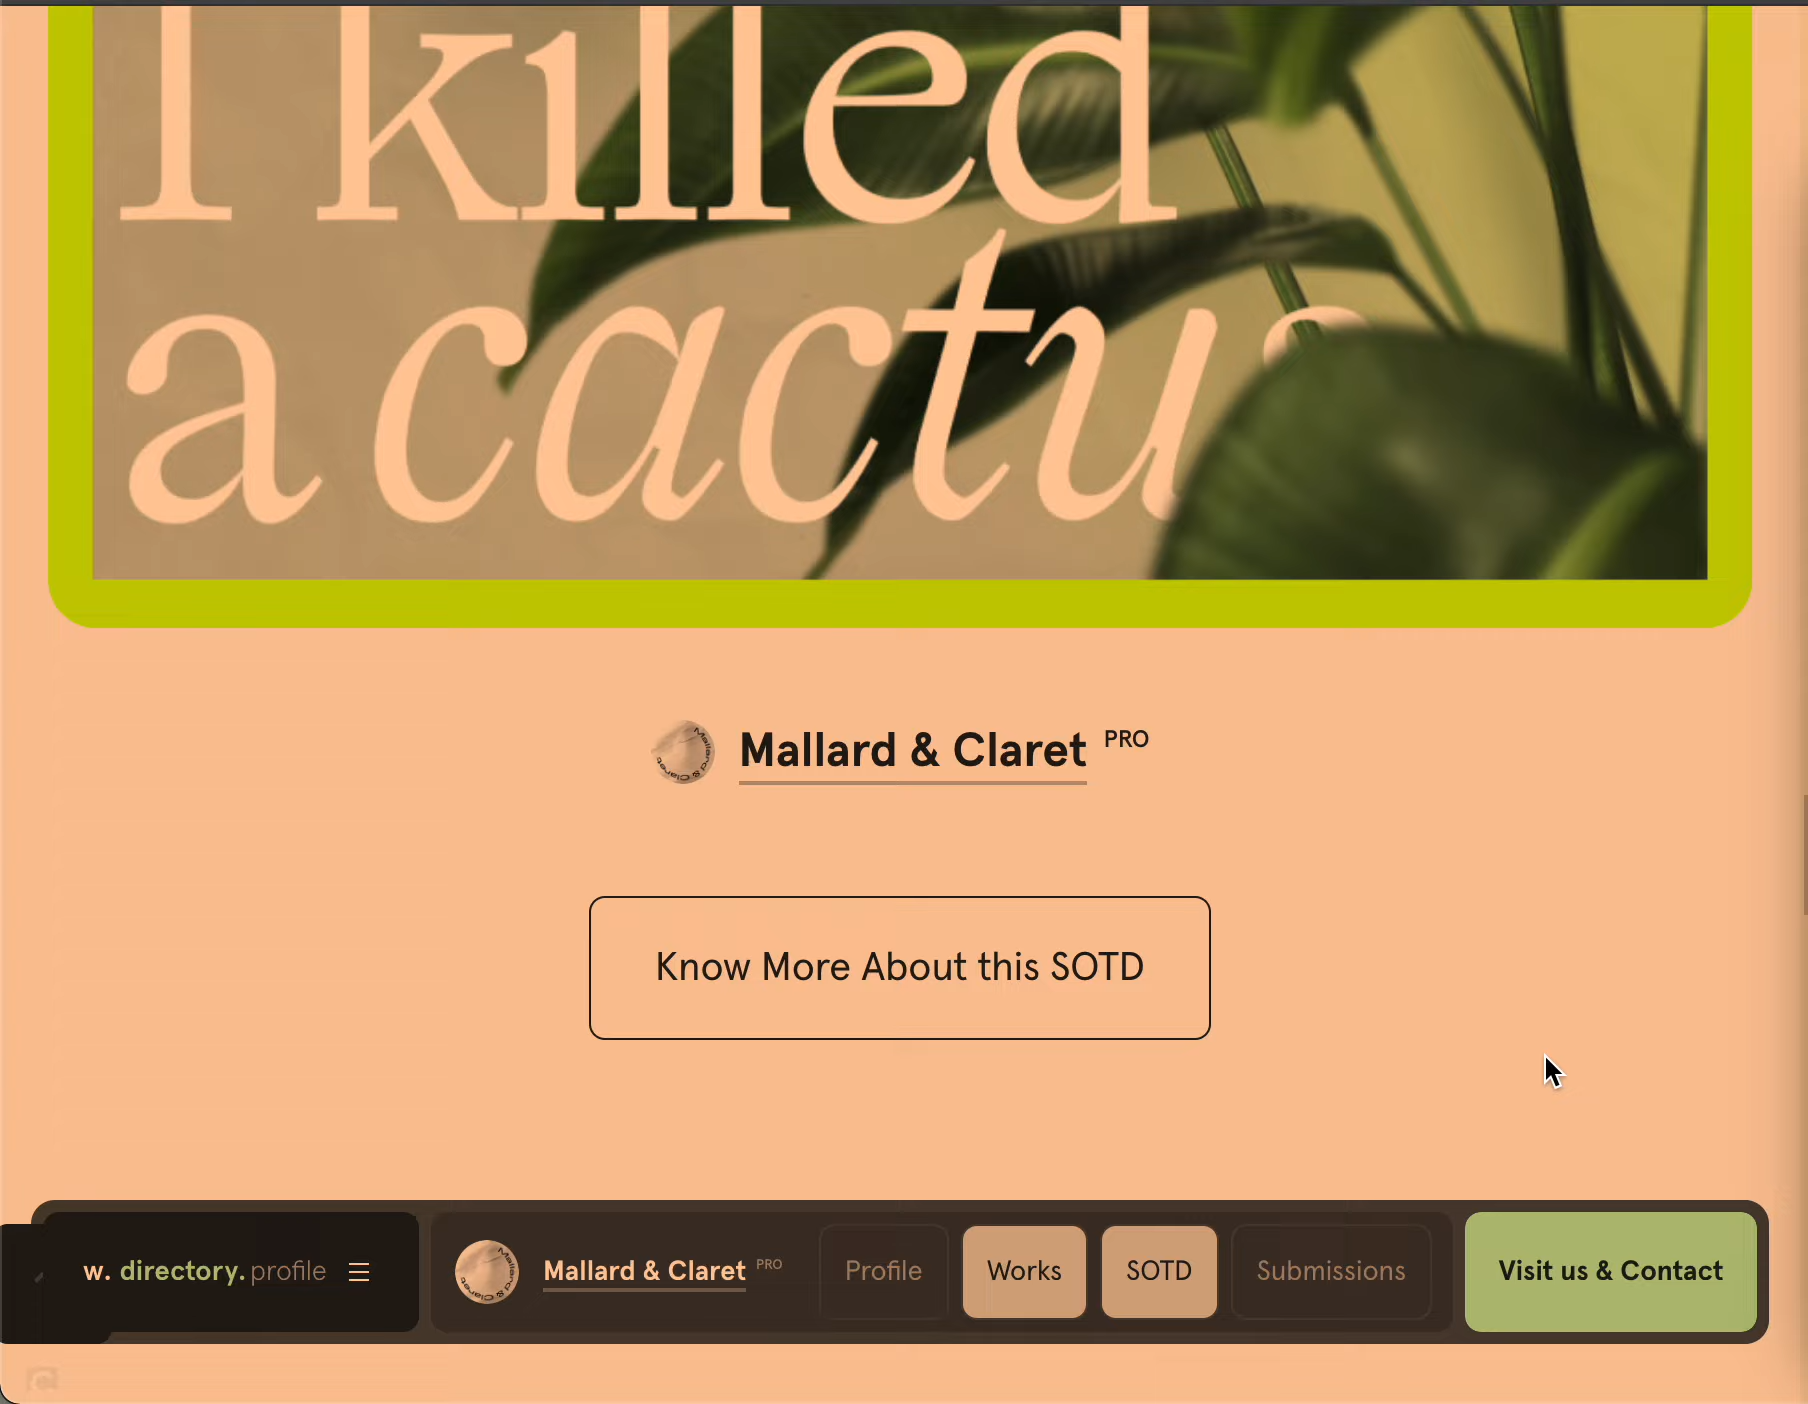 I killed
a cactus
Mallard & Claret PRO
Know More About this SOTD
w. directory. profile
Mallard & Claret PRO
Profile
Works
SOTD
Submissions
Visit us & Contact